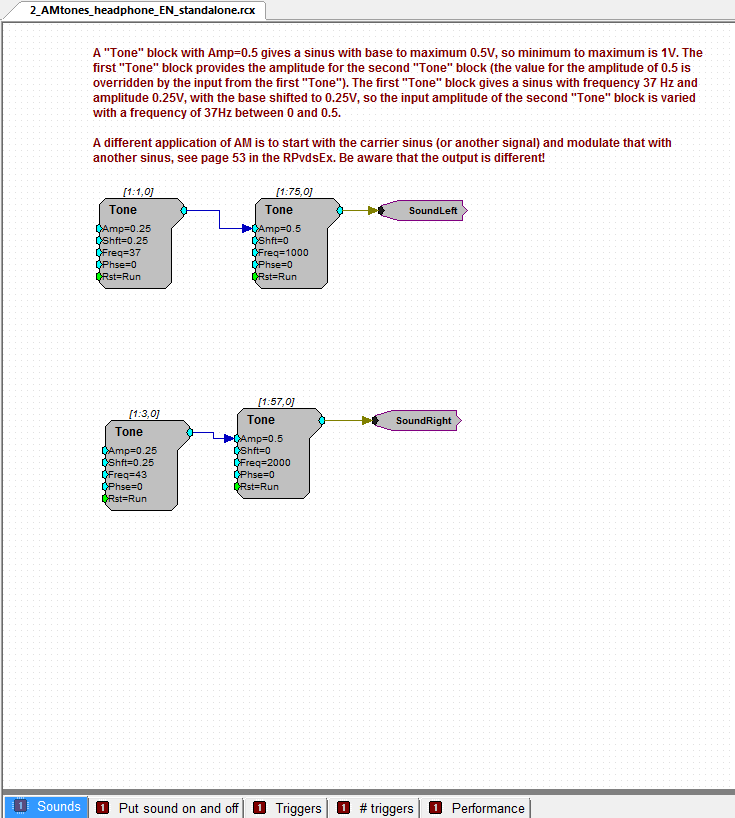 2_AMtones_headphone_EN_standalone.rcx
A "Tone" block with Amp=0.5 gives a sinus with base to maximum 0.5V, so minimum to maximum is 1V. The
first "Tone" block provides the amplitude for the second "Tone" block (the value for the amplitude of 0.5 is
overridden by the input from the first "Tone"). The first "Tone" block gives a sinus with frequency 37 Hz and
amplitude 0.25V, with the base shifted to 0.25V, so the input amplitude of the second "Tone" block is varied
with a frequency of 37Hz between 0 and 0.5.
A different application of AM is to start with the carrier sinus (or another signal) and modulate that with
another sinus, see page 53 in the RPvdsEx. Be aware that the output is different!
[1:1,0]
Tone
Amp=0.25
Shft=0.25
Freq=37
Phse=0
Rst=Run
[1:75,0]
Tone
Amp=0.5
Shft=0
Freq=1000
Phse=0
Rst=Run
SoundLeft
[1:3,0]
Tone
Amp=0.25
Shft=0.25
Freq=43
Phse=0
Rst=Run
[1:57,0]
Tone
Amp=0.5
Shft=0
Freq=2000
Phse=0
Rst=Run
SoundRight
1 Sounds
1 Put sound on and off
1 Triggers
1 # triggers
1 Performance